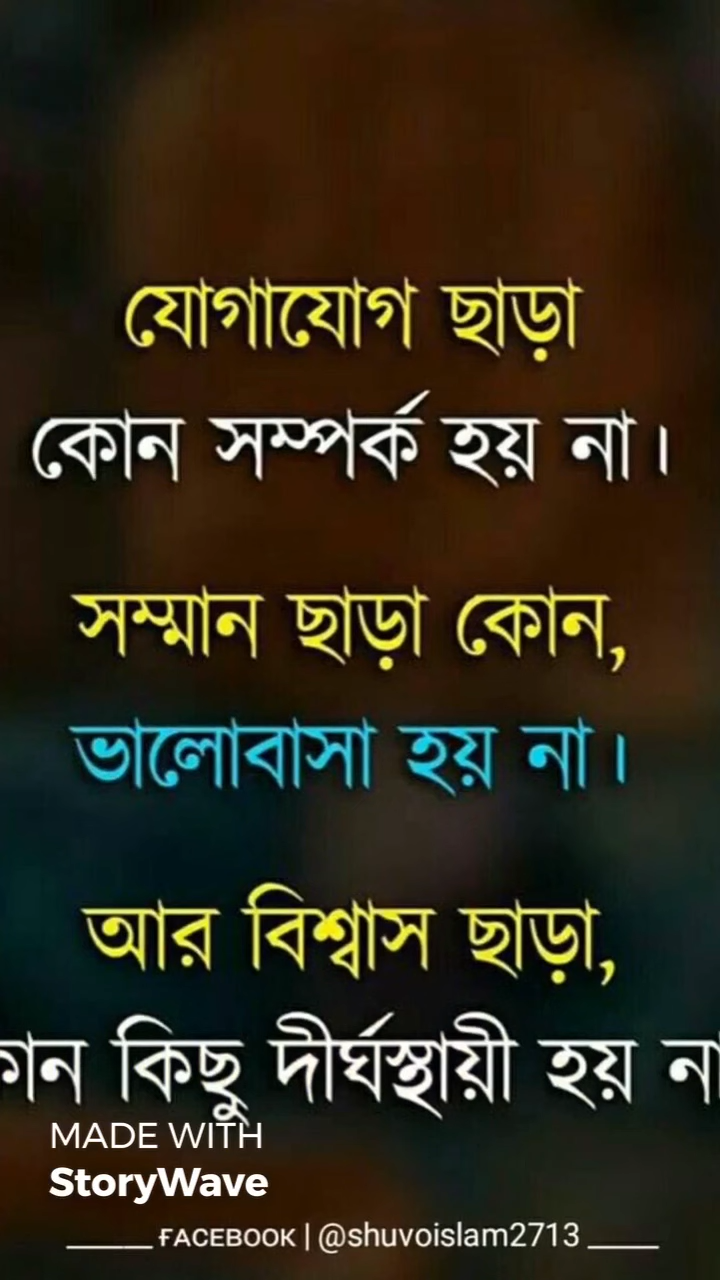 যোগাযোগ ছাড়া
কোন সম্পর্ক হয় না।
সম্মান ছাড়া কোন,
ভালোবাসা হয় না।
আর বিশ্বাস ছাড়া,
কিছু দীর্ঘস্থায়ী হয় না
MADE WITH
StoryWave
FACEBOOK | @shuvoislam2713